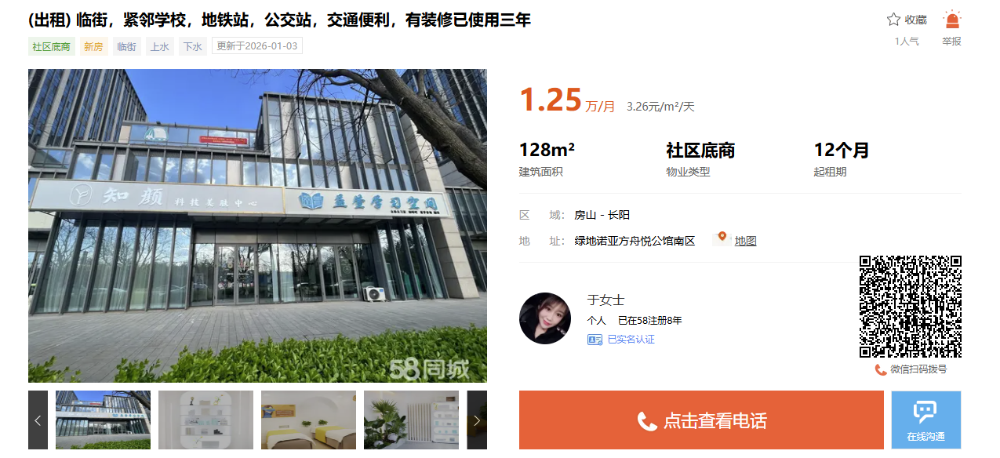 (出租) 临街，紧邻学校，地铁站，公交站，交通便利，有装修已使用三年
收藏
1人气
举报
社区底商 新房 临街 上水 下水 更新于2026-01-03
知颜 科技美肤中心
益童学习空间
58同城
1.25 万/月 3.26元/m²/天
128m² 社区底商 12个月
建筑面积 物业类型 起租期
区 域： 房山 - 长阳
地 址： 绿地诺亚方舟悦公馆南区 地图
于女士
个人 已在58注册8年
已实名认证
微信扫码拨号
点击查看电话
在线沟通